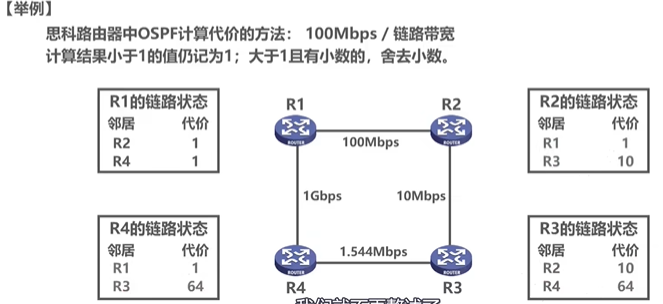 【举例】
思科路由器中OSPF计算代价的方法： 100Mbps / 链路带宽
计算结果小于1的值仍记为1；大于1且有小数的，舍去小数。
R1的链路状态
邻居 代价
R2 1
R4 1
R1
R2
ROUTER
ROUTER
100Mbps
R2的链路状态
邻居 代价
R1 1
R3 10
1Gbps
10Mbps
R4的链路状态
邻居 代价
R1 1
R3 64
1.544Mbps
ROUTER
ROUTER
R4
R3
R3的链路状态
邻居 代价
R2 10
R4 64